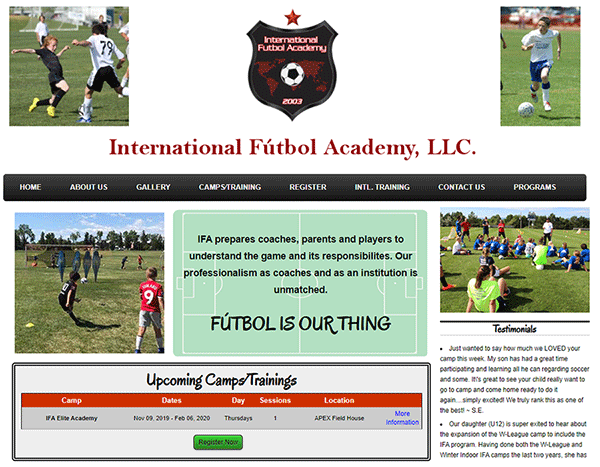 79
International
Futbol Academy
2003
International Fútbol Academy, LLC.
HOME ABOUT US GALLERY CAMPS/TRAINING REGISTER INTL. TRAINING CONTACT US PROGRAMS
9
IFA prepares coaches, parents and players to
understand the game and its responsibilites. Our
professionalism as coaches and as an institution is
unmatched.
FÚTBOL IS OUR THING
Upcoming Camps/Trainings
Camp Dates Day Sessions Location
IFA Elite Academy Nov 09, 2019 - Feb 06, 2020 Thursdays 1 APEX Field House More
Information
Register Now
Testimonials
• Just wanted to say how much we LOVED your
camp this week. My son has had a great time
participating and learning all he can regarding soccer
and some. It's great to see your child really want to
go to camp and come home ready to do it
again....simply excited! We truly rank this as one of
the best! ~ S.E.
• Our daughter (U12) is super exited to hear about
the expansion of the W-League camp to include the
IFA program. Having done both the W-League and
Winter Indoor IFA camps the last two years, she has